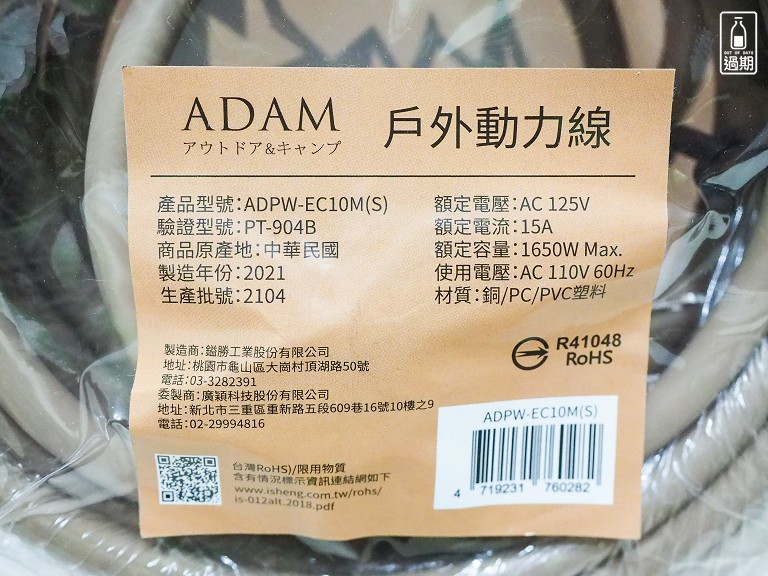 OUT OF DATE
過期
ADAM
アウトドア&キャンプ
戶外動力線
產品型號:ADPW-EC10M(S)
驗證型號:PT-904B
商品原產地:中華民國
製造年份:2021
生產批號:2104
額定電壓:AC 125V
額定電流:15A
額定容量:1650W Max.
使用電壓:AC 110V 60Hz
材質:銅/PC/PVC塑料
製造商:鎰勝工業股份有限公司
地址:桃園市龜山區大崗村頂湖路50號
電話:03-3282391
委製商:廣穎科技股份有限公司
地址:新北市三重區重新路五段609巷16號10樓之9
電話:02-29994816
R41048
RoHS
ADPW-EC10M(S)
4 719231 760282
台灣RoHS)/限用物質
含有情況標示資訊連結網如下
www.isheng.com.tw/rohs/
is-012alt.2018.pdf